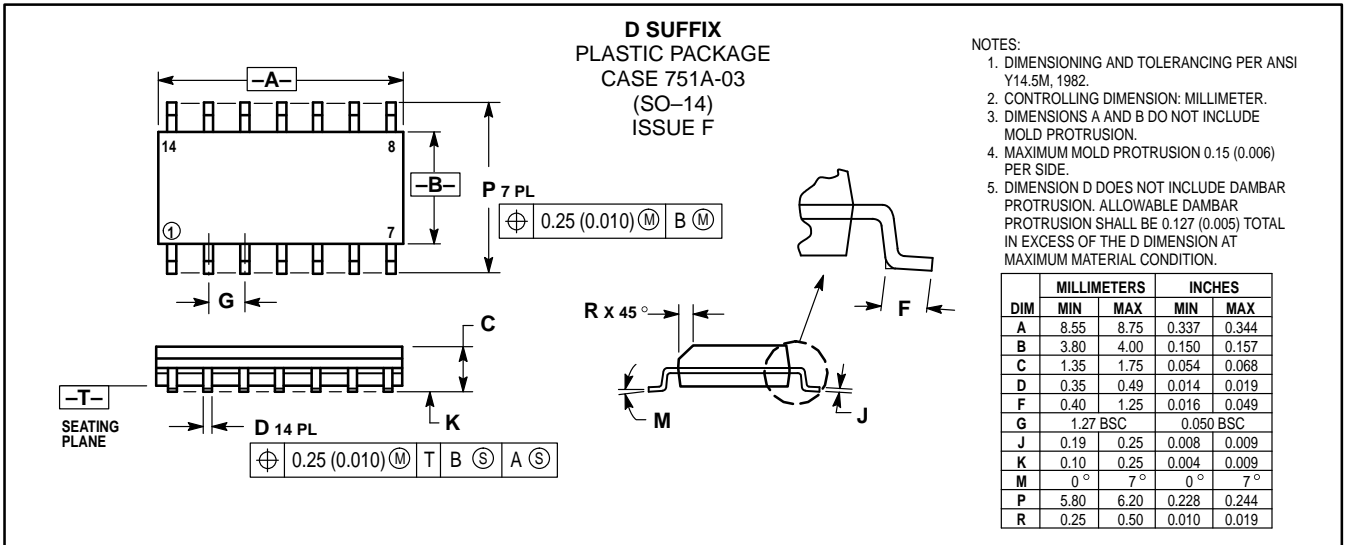 D SUFFIX
PLASTIC PACKAGE
CASE 751A-03
(SO–14)
ISSUE F
–A–
14
8
–B–
P 7 PL
⌖ 0.25 (0.010) Ⓜ B Ⓜ
①
7
G
C
–T–
SEATING
PLANE
D 14 PL
K
⌖ 0.25 (0.010) Ⓜ T B Ⓢ A Ⓢ
R X 45°
M
J
F
NOTES:
1. DIMENSIONING AND TOLERANCING PER ANSI
Y14.5M, 1982.
2. CONTROLLING DIMENSION: MILLIMETER.
3. DIMENSIONS A AND B DO NOT INCLUDE
MOLD PROTRUSION.
4. MAXIMUM MOLD PROTRUSION 0.15 (0.006)
PER SIDE.
5. DIMENSION D DOES NOT INCLUDE DAMBAR
PROTRUSION. ALLOWABLE DAMBAR
PROTRUSION SHALL BE 0.127 (0.005) TOTAL
IN EXCESS OF THE D DIMENSION AT
MAXIMUM MATERIAL CONDITION.
MILLIMETERS INCHES
DIM MIN MAX MIN MAX
A 8.55 8.75 0.337 0.344
B 3.80 4.00 0.150 0.157
C 1.35 1.75 0.054 0.068
D 0.35 0.49 0.014 0.019
F 0.40 1.25 0.016 0.049
G 1.27 BSC 0.050 BSC
J 0.19 0.25 0.008 0.009
K 0.10 0.25 0.004 0.009
M 0° 7° 0° 7°
P 5.80 6.20 0.228 0.244
R 0.25 0.50 0.010 0.019